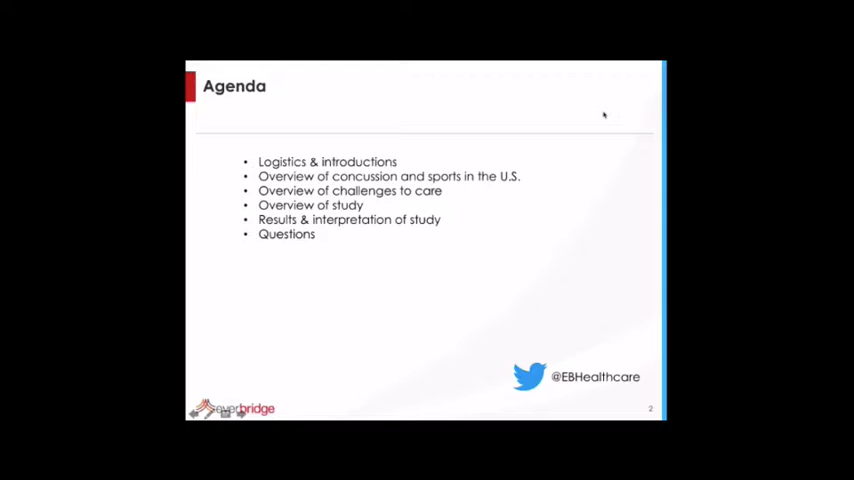 Agenda
• Logistics & introductions
• Overview of concussion and sports in the U.S.
• Overview of challenges to care
• Overview of study
• Results & interpretation of study
• Questions
@EBHealthcare
everbridge
2